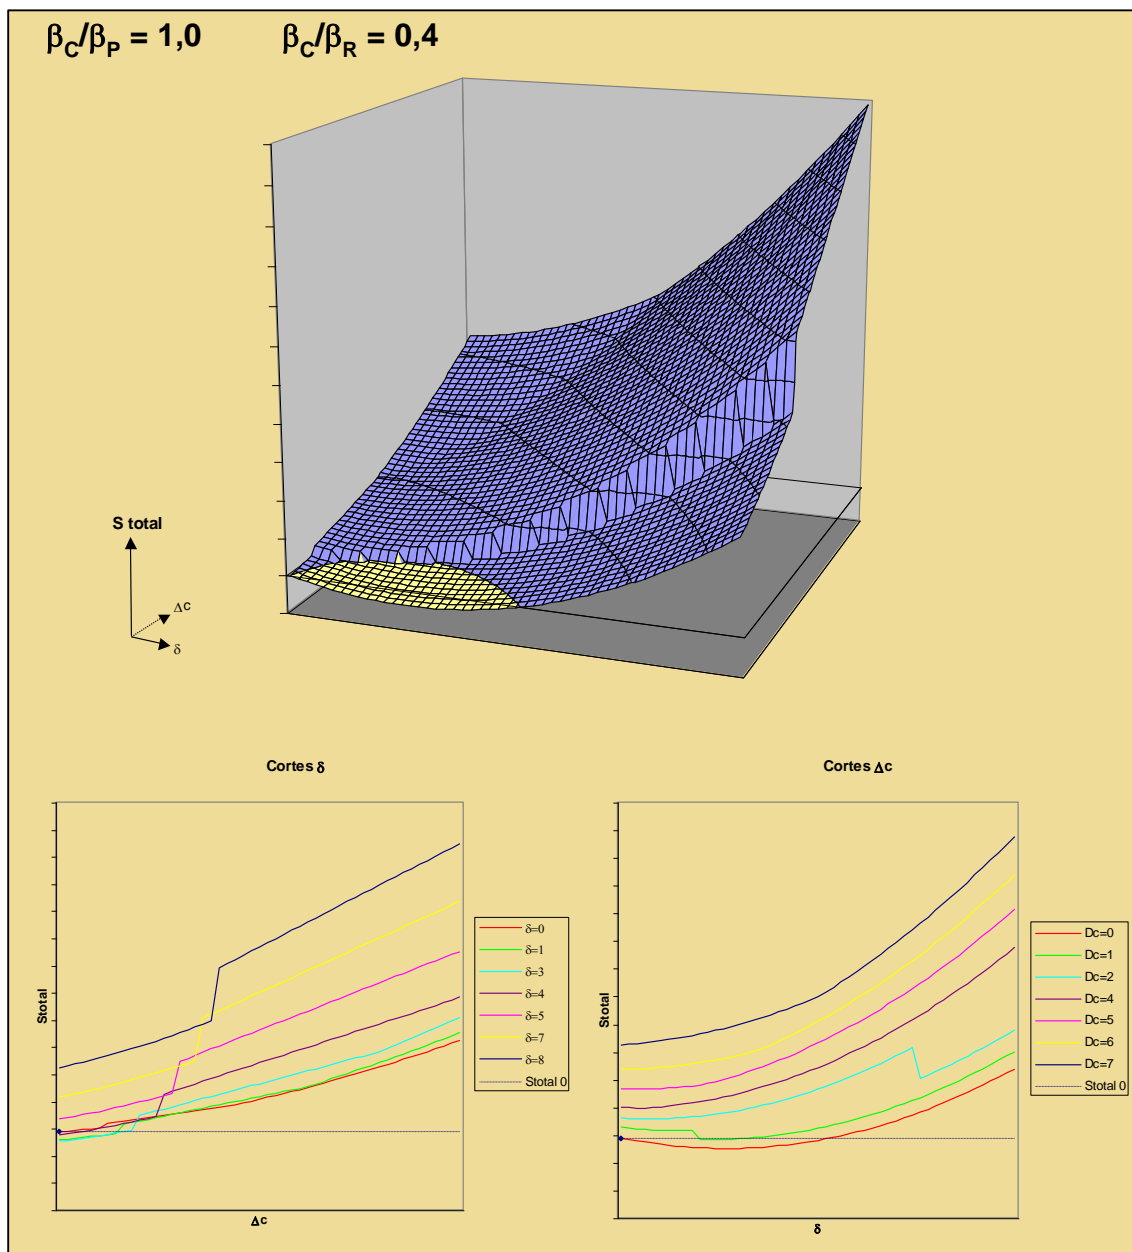 βC/βP = 1,0 βC/βR = 0,4
S total
Δc
δ
Cortes δ
Stotal
Δc
δ=0
δ=1
δ=3
δ=4
δ=5
δ=7
δ=8
Stotal 0
Cortes Δc
Stotal
δ
Dc=0
Dc=1
Dc=2
Dc=4
Dc=5
Dc=6
Dc=7
Stotal 0